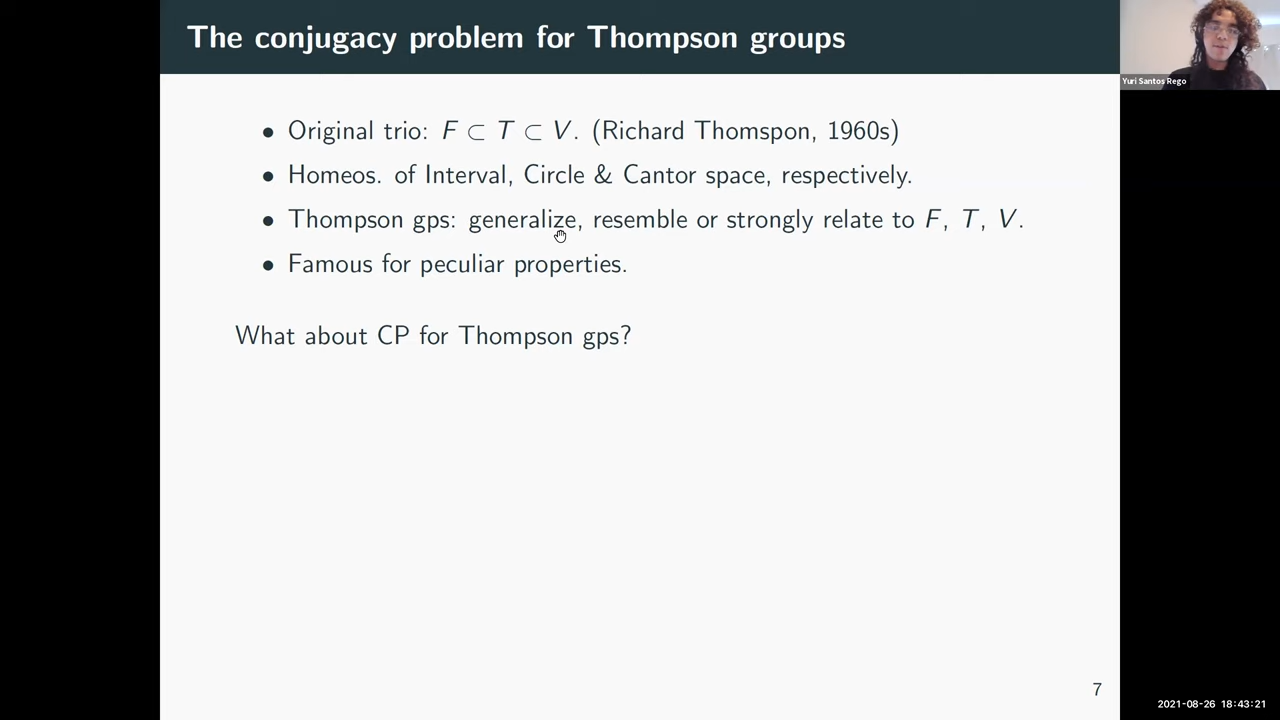 The conjugacy problem for Thompson groups
Yuri Santos Rego
• Original trio: F ⊂ T ⊂ V. (Richard Thomspon, 1960s)
• Homeos. of Interval, Circle & Cantor space, respectively.
• Thompson gps: generalize, resemble or strongly relate to F, T, V.
• Famous for peculiar properties.
What about CP for Thompson gps?
7
2021-08-26 18:43:21